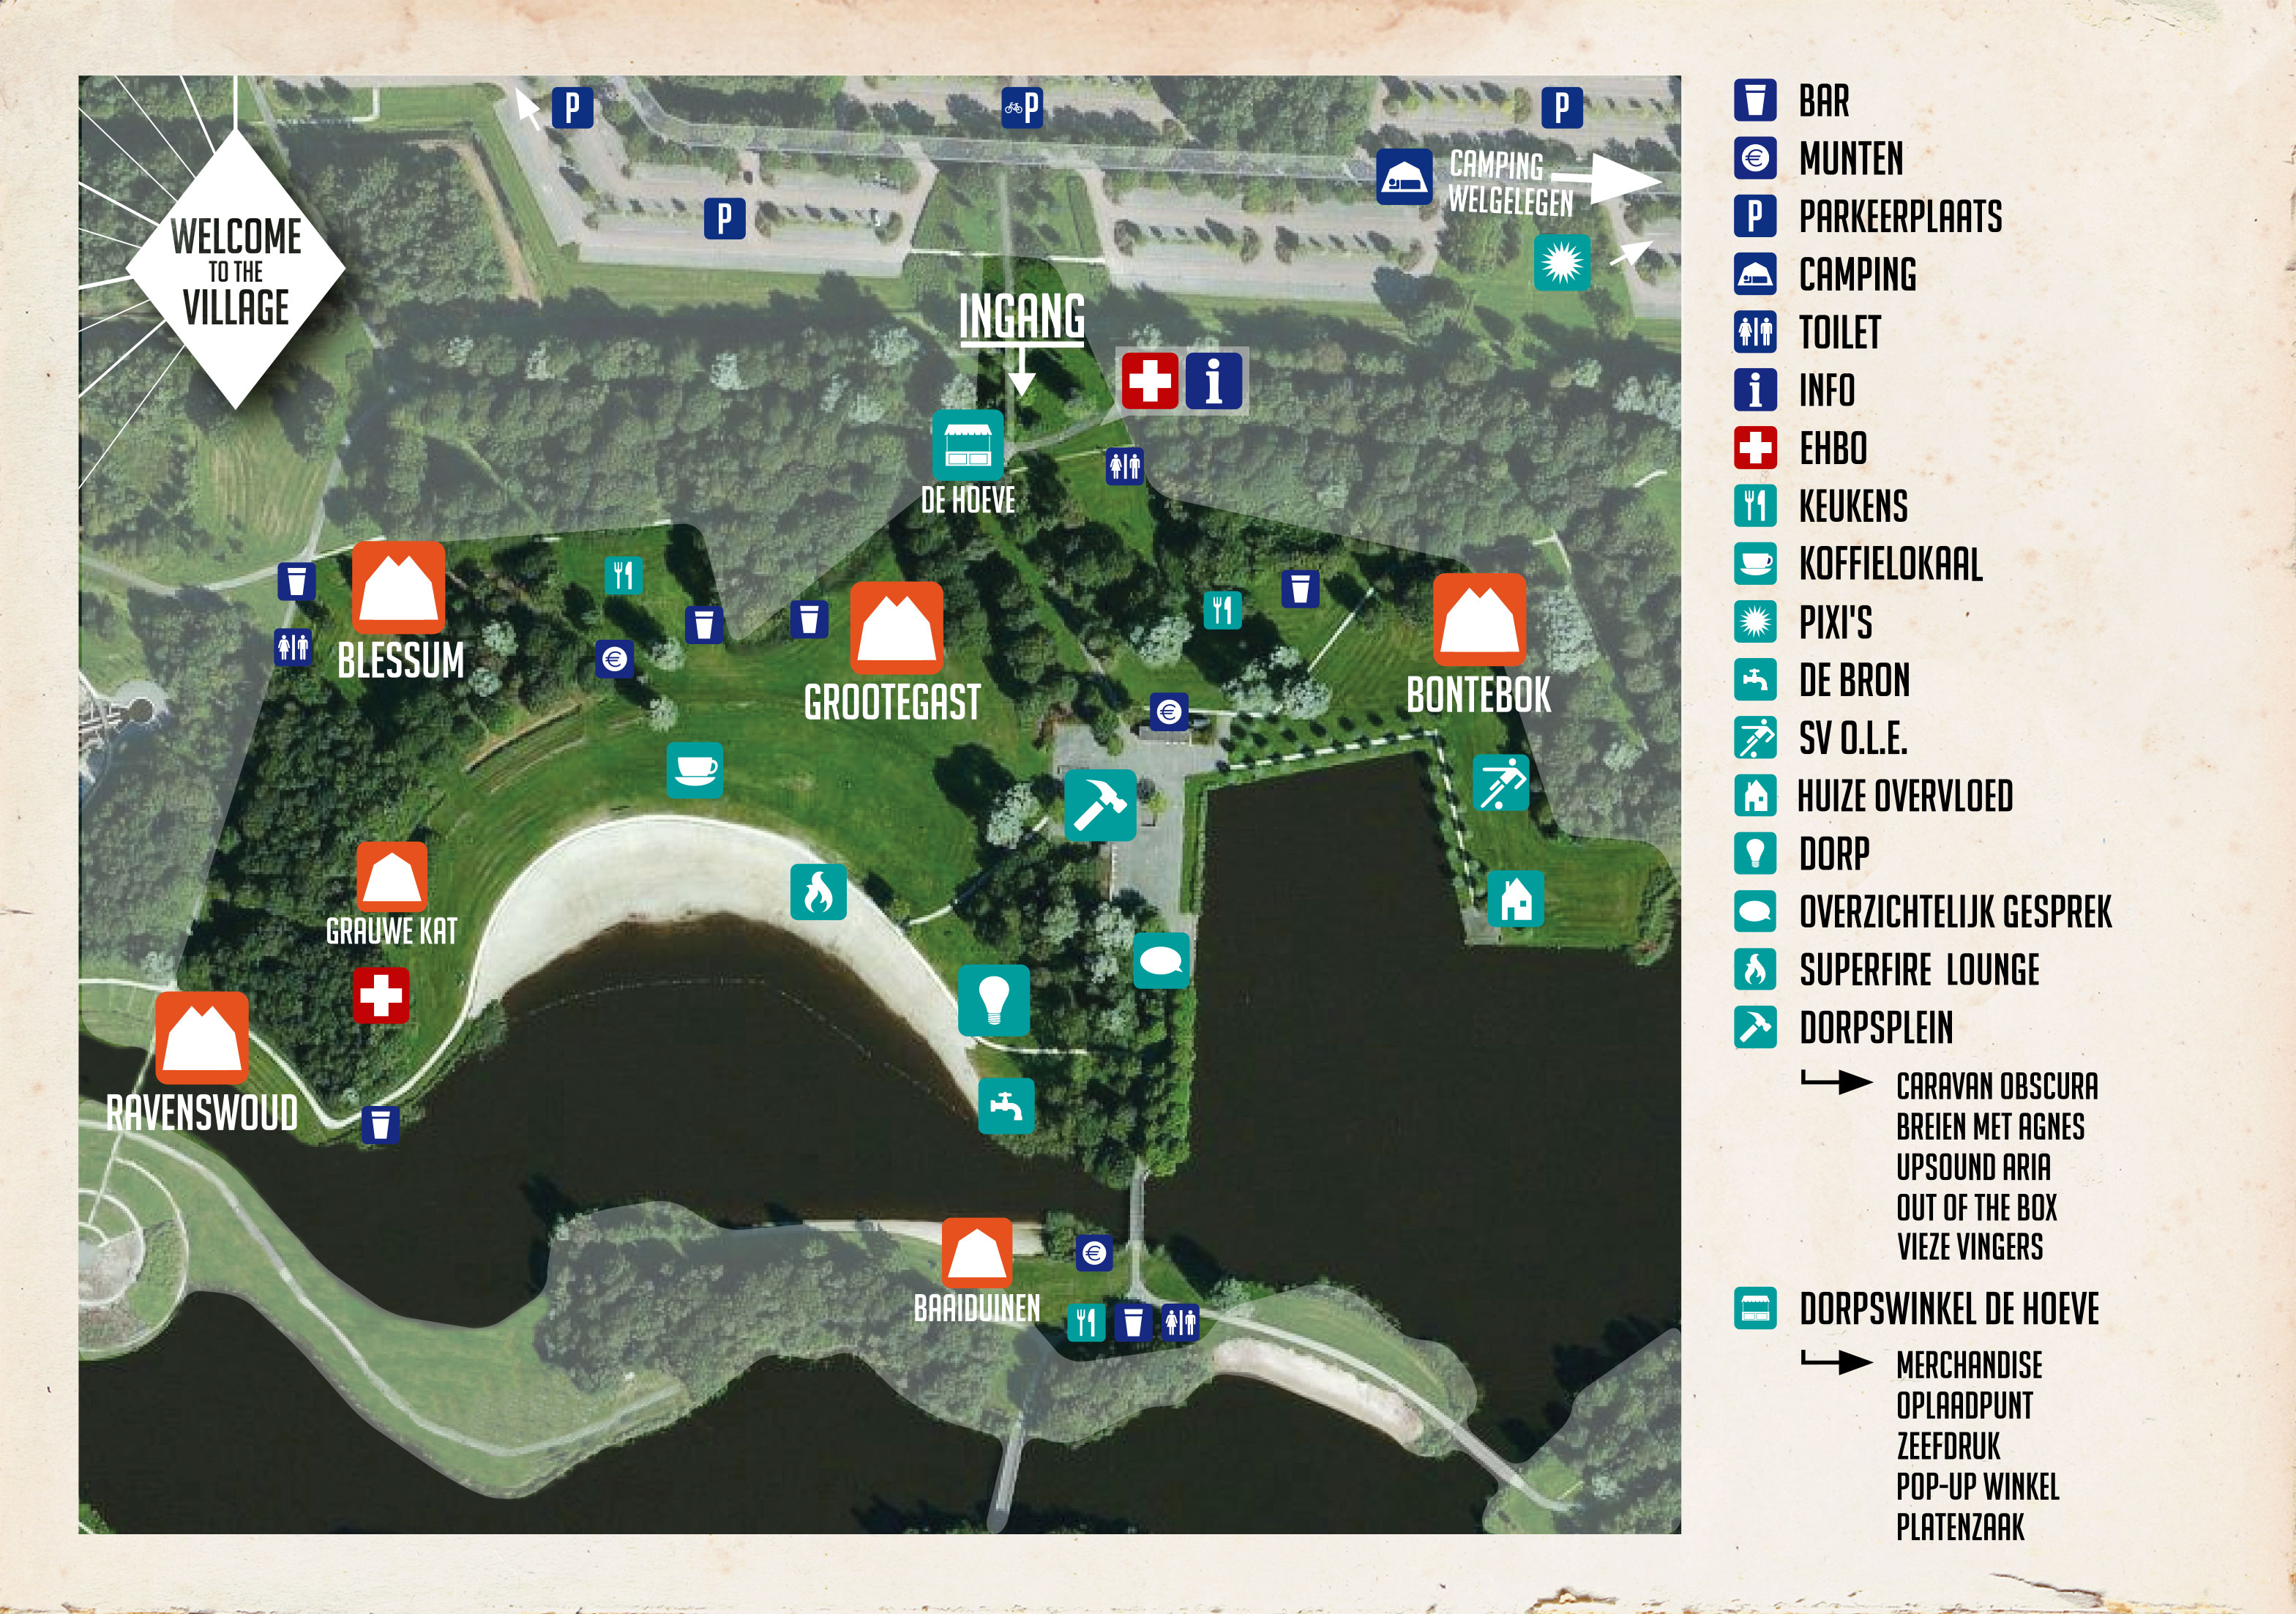 WELCOME
TO THE
VILLAGE
P
P
P
P
CAMPING
WELGELEGEN
INGANG
i
DE HOEVE
BLESSUM
€
GROOTEGAST
€
BONTEBOK
GRAUWE KAT
RAVENSWOUD
€
BAAIDUINEN
BAR
€ MUNTEN
P PARKEERPLAATS
CAMPING
TOILET
i INFO
EHBO
KEUKENS
KOFFIELOKAAL
PIXI'S
DE BRON
SV O.L.E.
HUIZE OVERVLOED
DORP
OVERZICHTELIJK GESPREK
SUPERFIRE LOUNGE
DORPSPLEIN
CARAVAN OBSCURA
BREIEN MET AGNES
UPSOUND ARIA
OUT OF THE BOX
VIEZE VINGERS
DORPSWINKEL DE HOEVE
MERCHANDISE
OPLAADPUNT
ZEEFDRUK
POP-UP WINKEL
PLATENZAAK